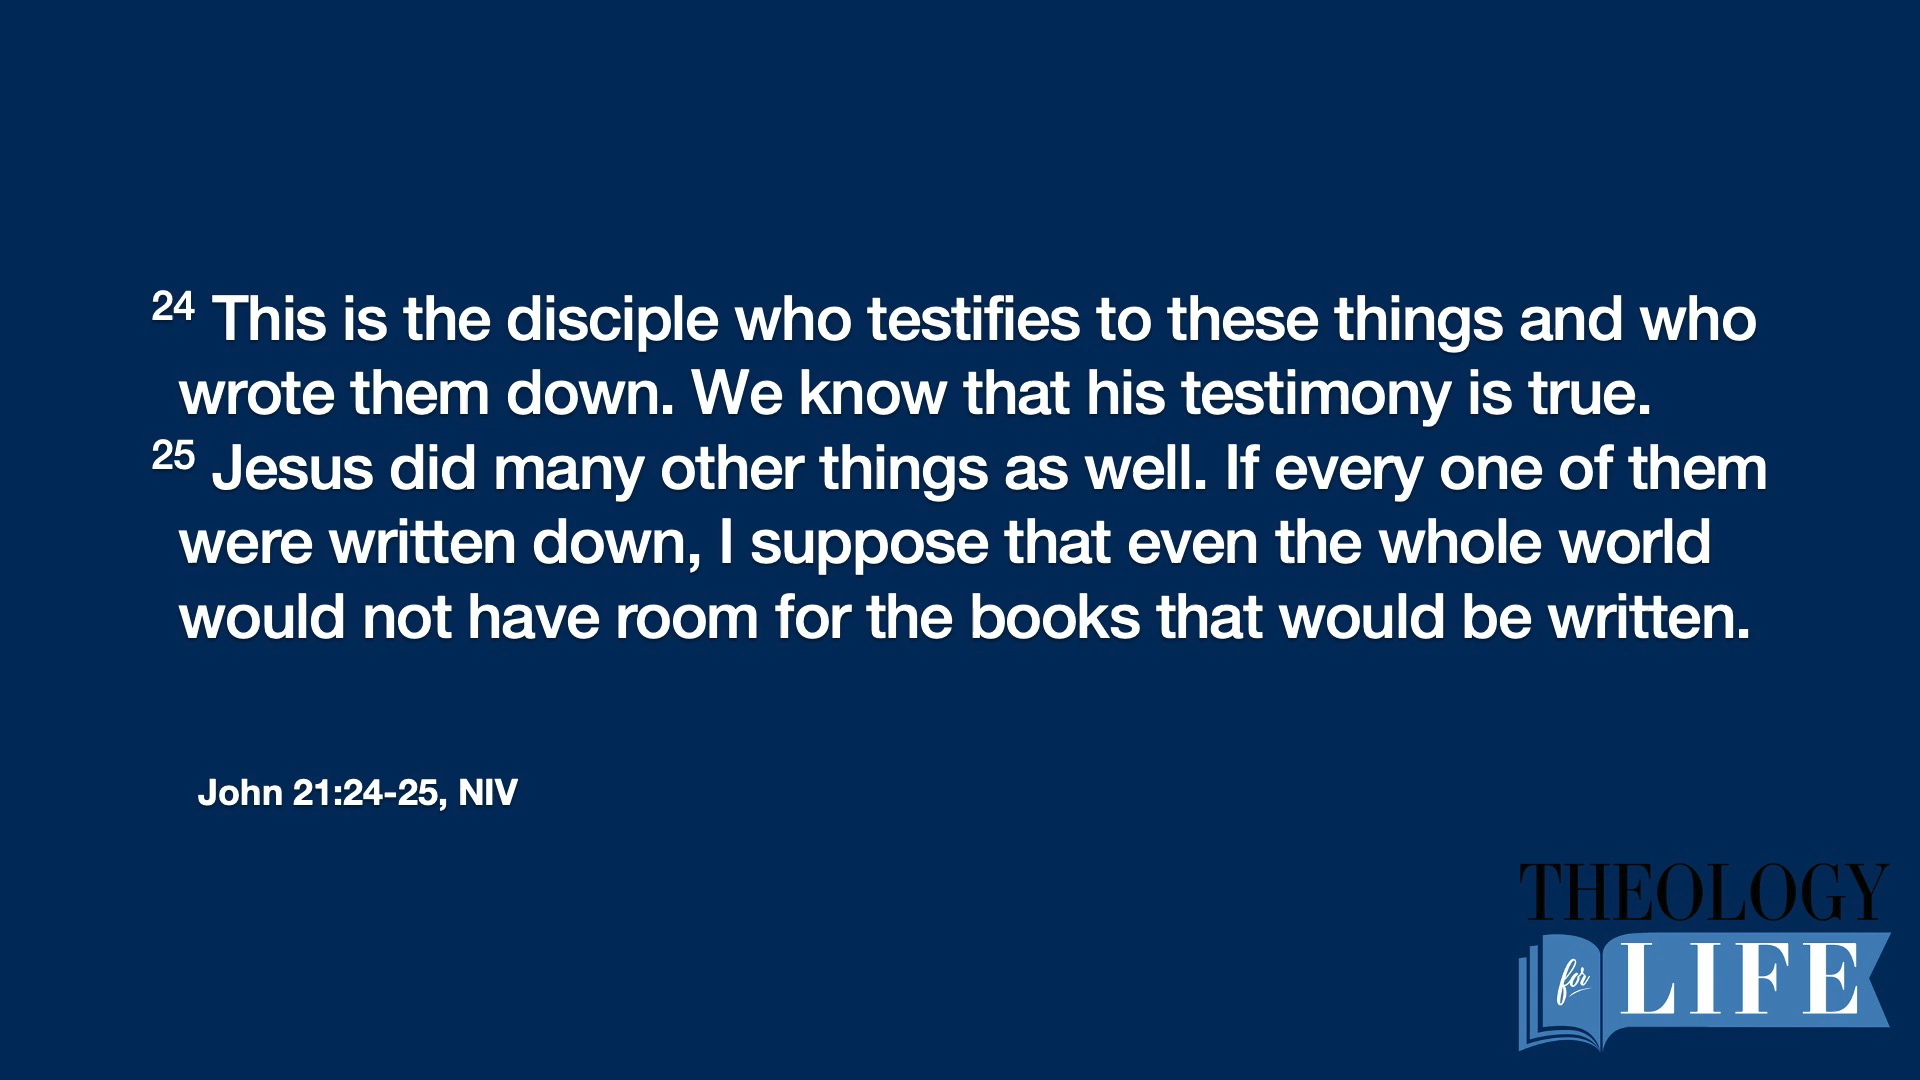 24 This is the disciple who testifies to these things and who
wrote them down. We know that his testimony is true.
25 Jesus did many other things as well. If every one of them
were written down, I suppose that even the whole world
would not have room for the books that would be written.
John 21:24-25, NIV
THEOLOGY
for LIFE